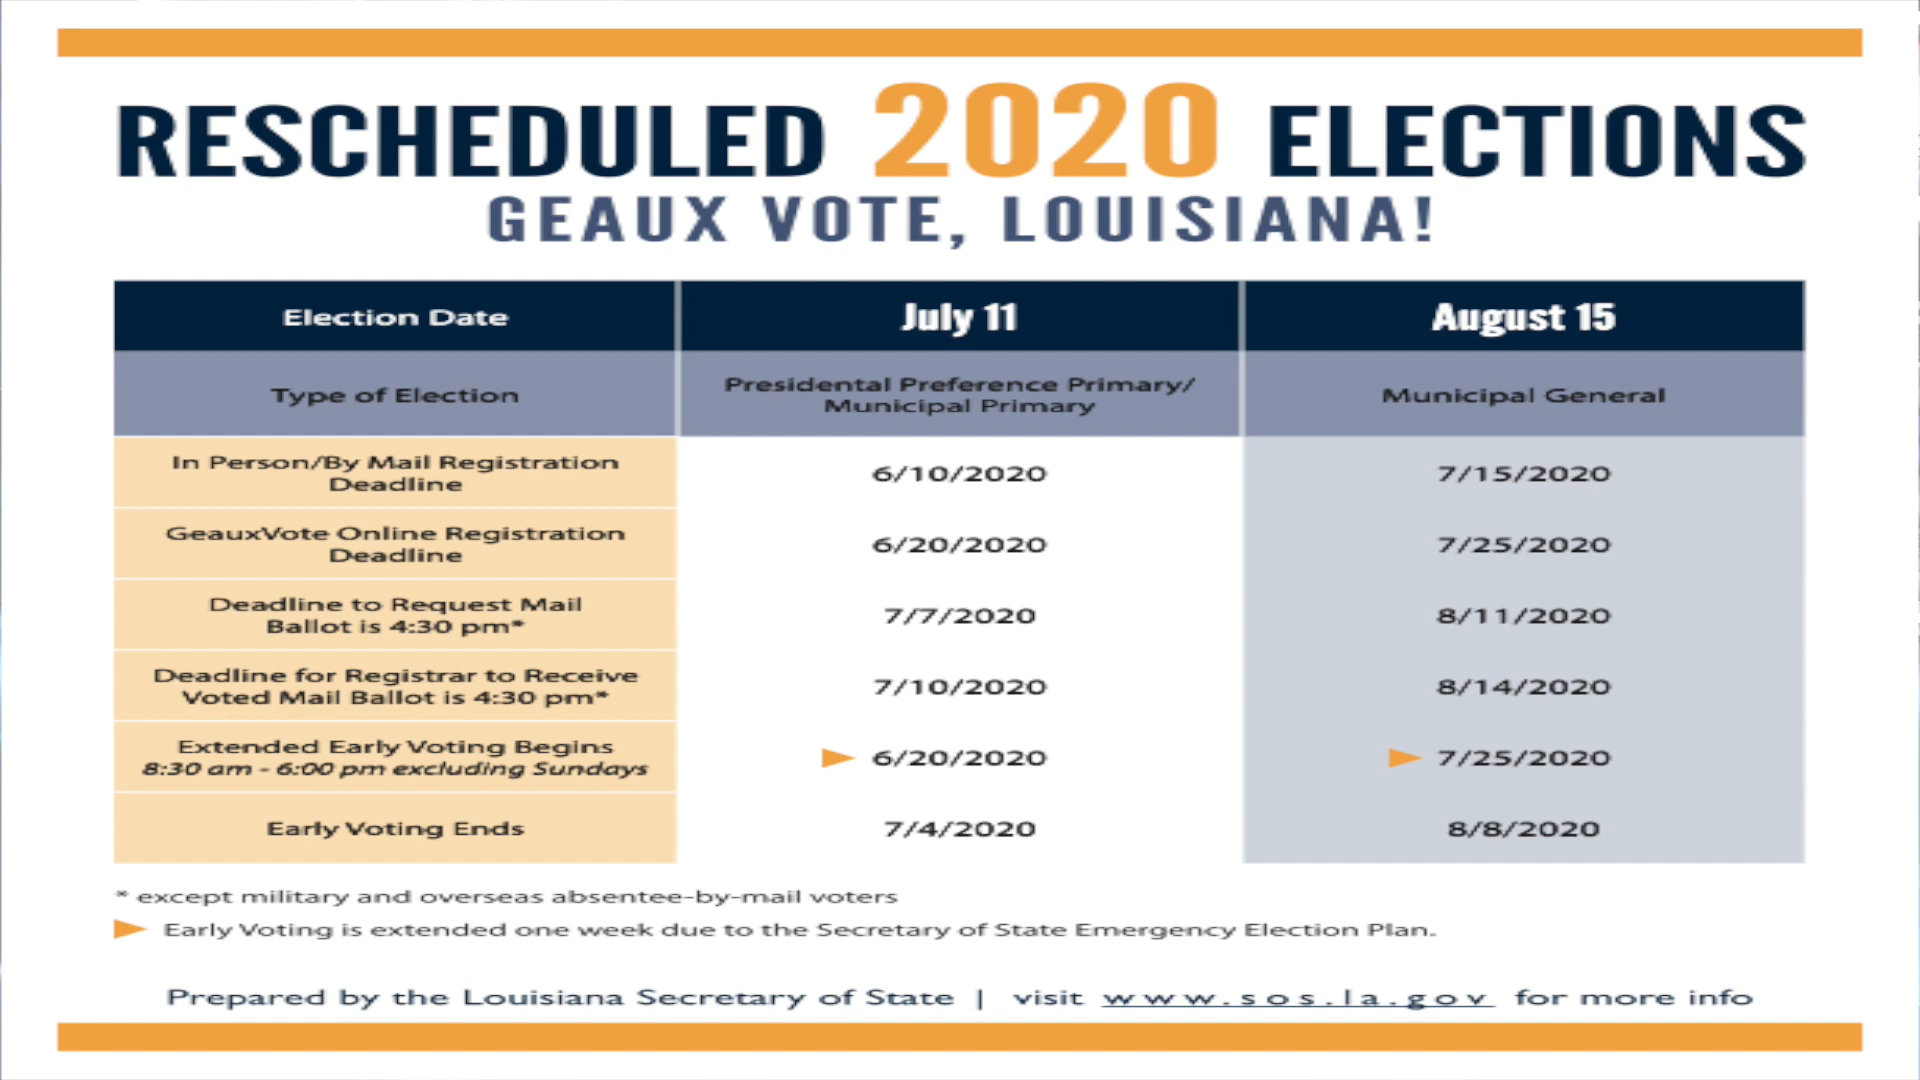 RESCHEDULED 2020 ELECTIONS
GEAUX VOTE, LOUISIANA!
Election Date July 11 August 15
Type of Election Presidental Preference Primary/ Municipal General
Municipal Primary
In Person/By Mail Registration
Deadline 6/10/2020 7/15/2020
GeauxVote Online Registration
Deadline 6/20/2020 7/25/2020
Deadline to Request Mail
Ballot is 4:30 pm* 7/7/2020 8/11/2020
Deadline for Registrar to Receive
Voted Mail Ballot is 4:30 pm* 7/10/2020 8/14/2020
Extended Early Voting Begins
8:30 am - 6:00 pm excluding Sundays 6/20/2020 7/25/2020
Early Voting Ends 7/4/2020 8/8/2020
* except military and overseas absentee-by-mail voters
Early Voting is extended one week due to the Secretary of State Emergency Election Plan.
Prepared by the Louisiana Secretary of State | visit www.sos.la.gov for more info